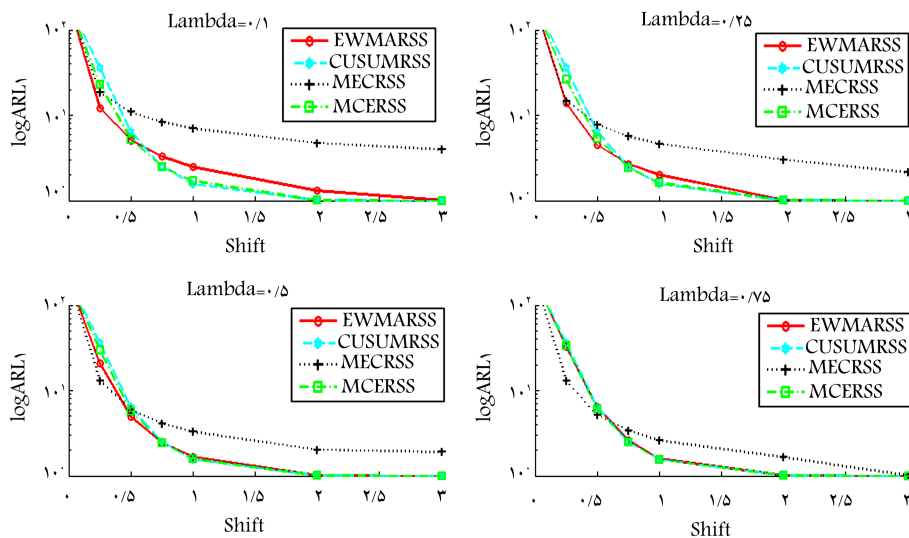 Lambda=۰/۱
۱۰۲
۱۰۱
۱۰۰
logARL۱
EWMARSS
CUSUMRSS
MECRSS
MCERSS
۰ ۰/۵ ۱ ۱/۵ ۲ ۲/۵ ۳
Shift
Lambda=۰/۲۵
۱۰۲
۱۰۱
۱۰۰
logARL۱
EWMARSS
CUSUMRSS
MECRSS
MCERSS
۰ ۰/۵ ۱ ۱/۵ ۲ ۲/۵ ۳
Shift
Lambda=۰/۵
۱۰۲
۱۰۱
۱۰۰
logARL۱
EWMARSS
CUSUMRSS
MECRSS
MCERSS
۰ ۰/۵ ۱ ۱/۵ ۲ ۲/۵ ۳
Shift
Lambda=۰/۷۵
۱۰۲
۱۰۱
۱۰۰
logARL۱
EWMARSS
CUSUMRSS
MECRSS
MCERSS
۰ ۰/۵ ۱ ۱/۵ ۲ ۲/۵ ۳
Shift